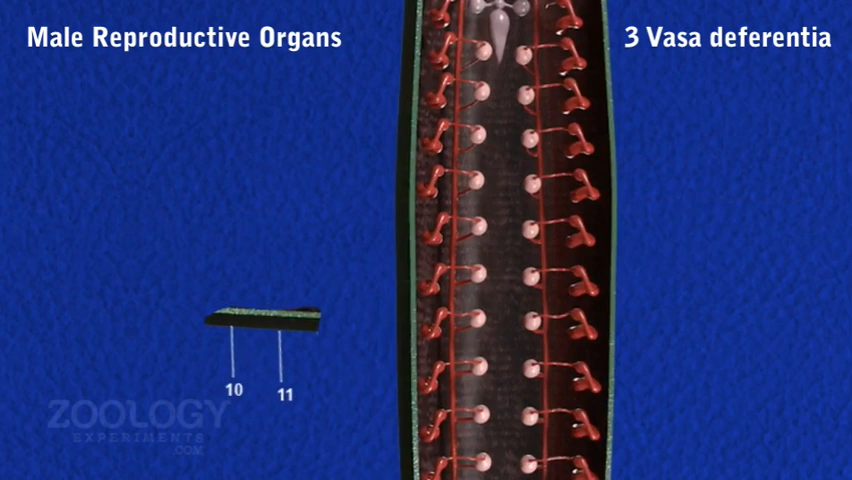 Male Reproductive Organs
3 Vasa deferentia
10
11
ZOOLOGY
EXPERIMENTS
.COM